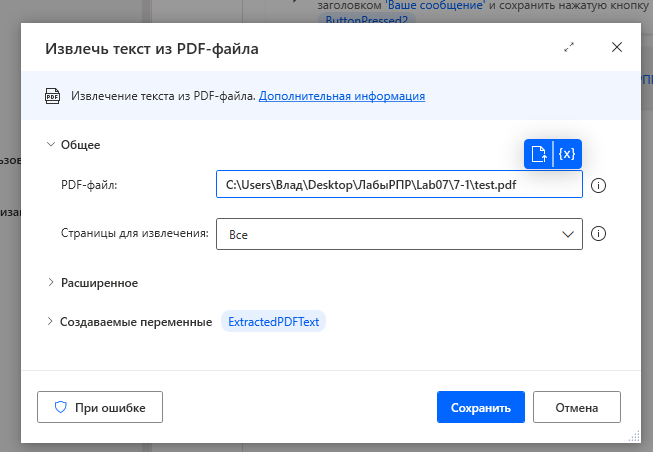 заголовком 'Ваше сообщение' и сохранить нажатую кнопку
ButtonPressed2
Извлечь текст из PDF-файла
PDF
Извлечение текста из PDF-файла. Дополнительная информация
Общее
{x}
PDF-файл:
C:\Users\Влад\Desktop\ЛабыРПР\Lab07\7-1\test.pdf
Страницы для извлечения:
Все
Расширенное
Создаваемые переменные
ExtractedPDFText
При ошибке
Сохранить
Отмена